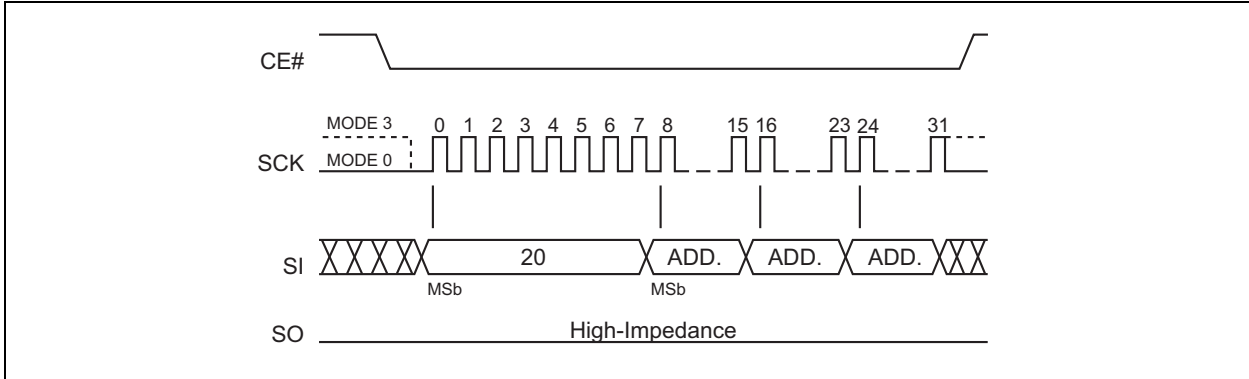 CE#
MODE 3
0 1 2 3 4 5 6 7 8 15 16 23 24 31
SCK
MODE 0
SI
20
ADD.
ADD.
ADD.
MSb
MSb
SO
High-Impedance